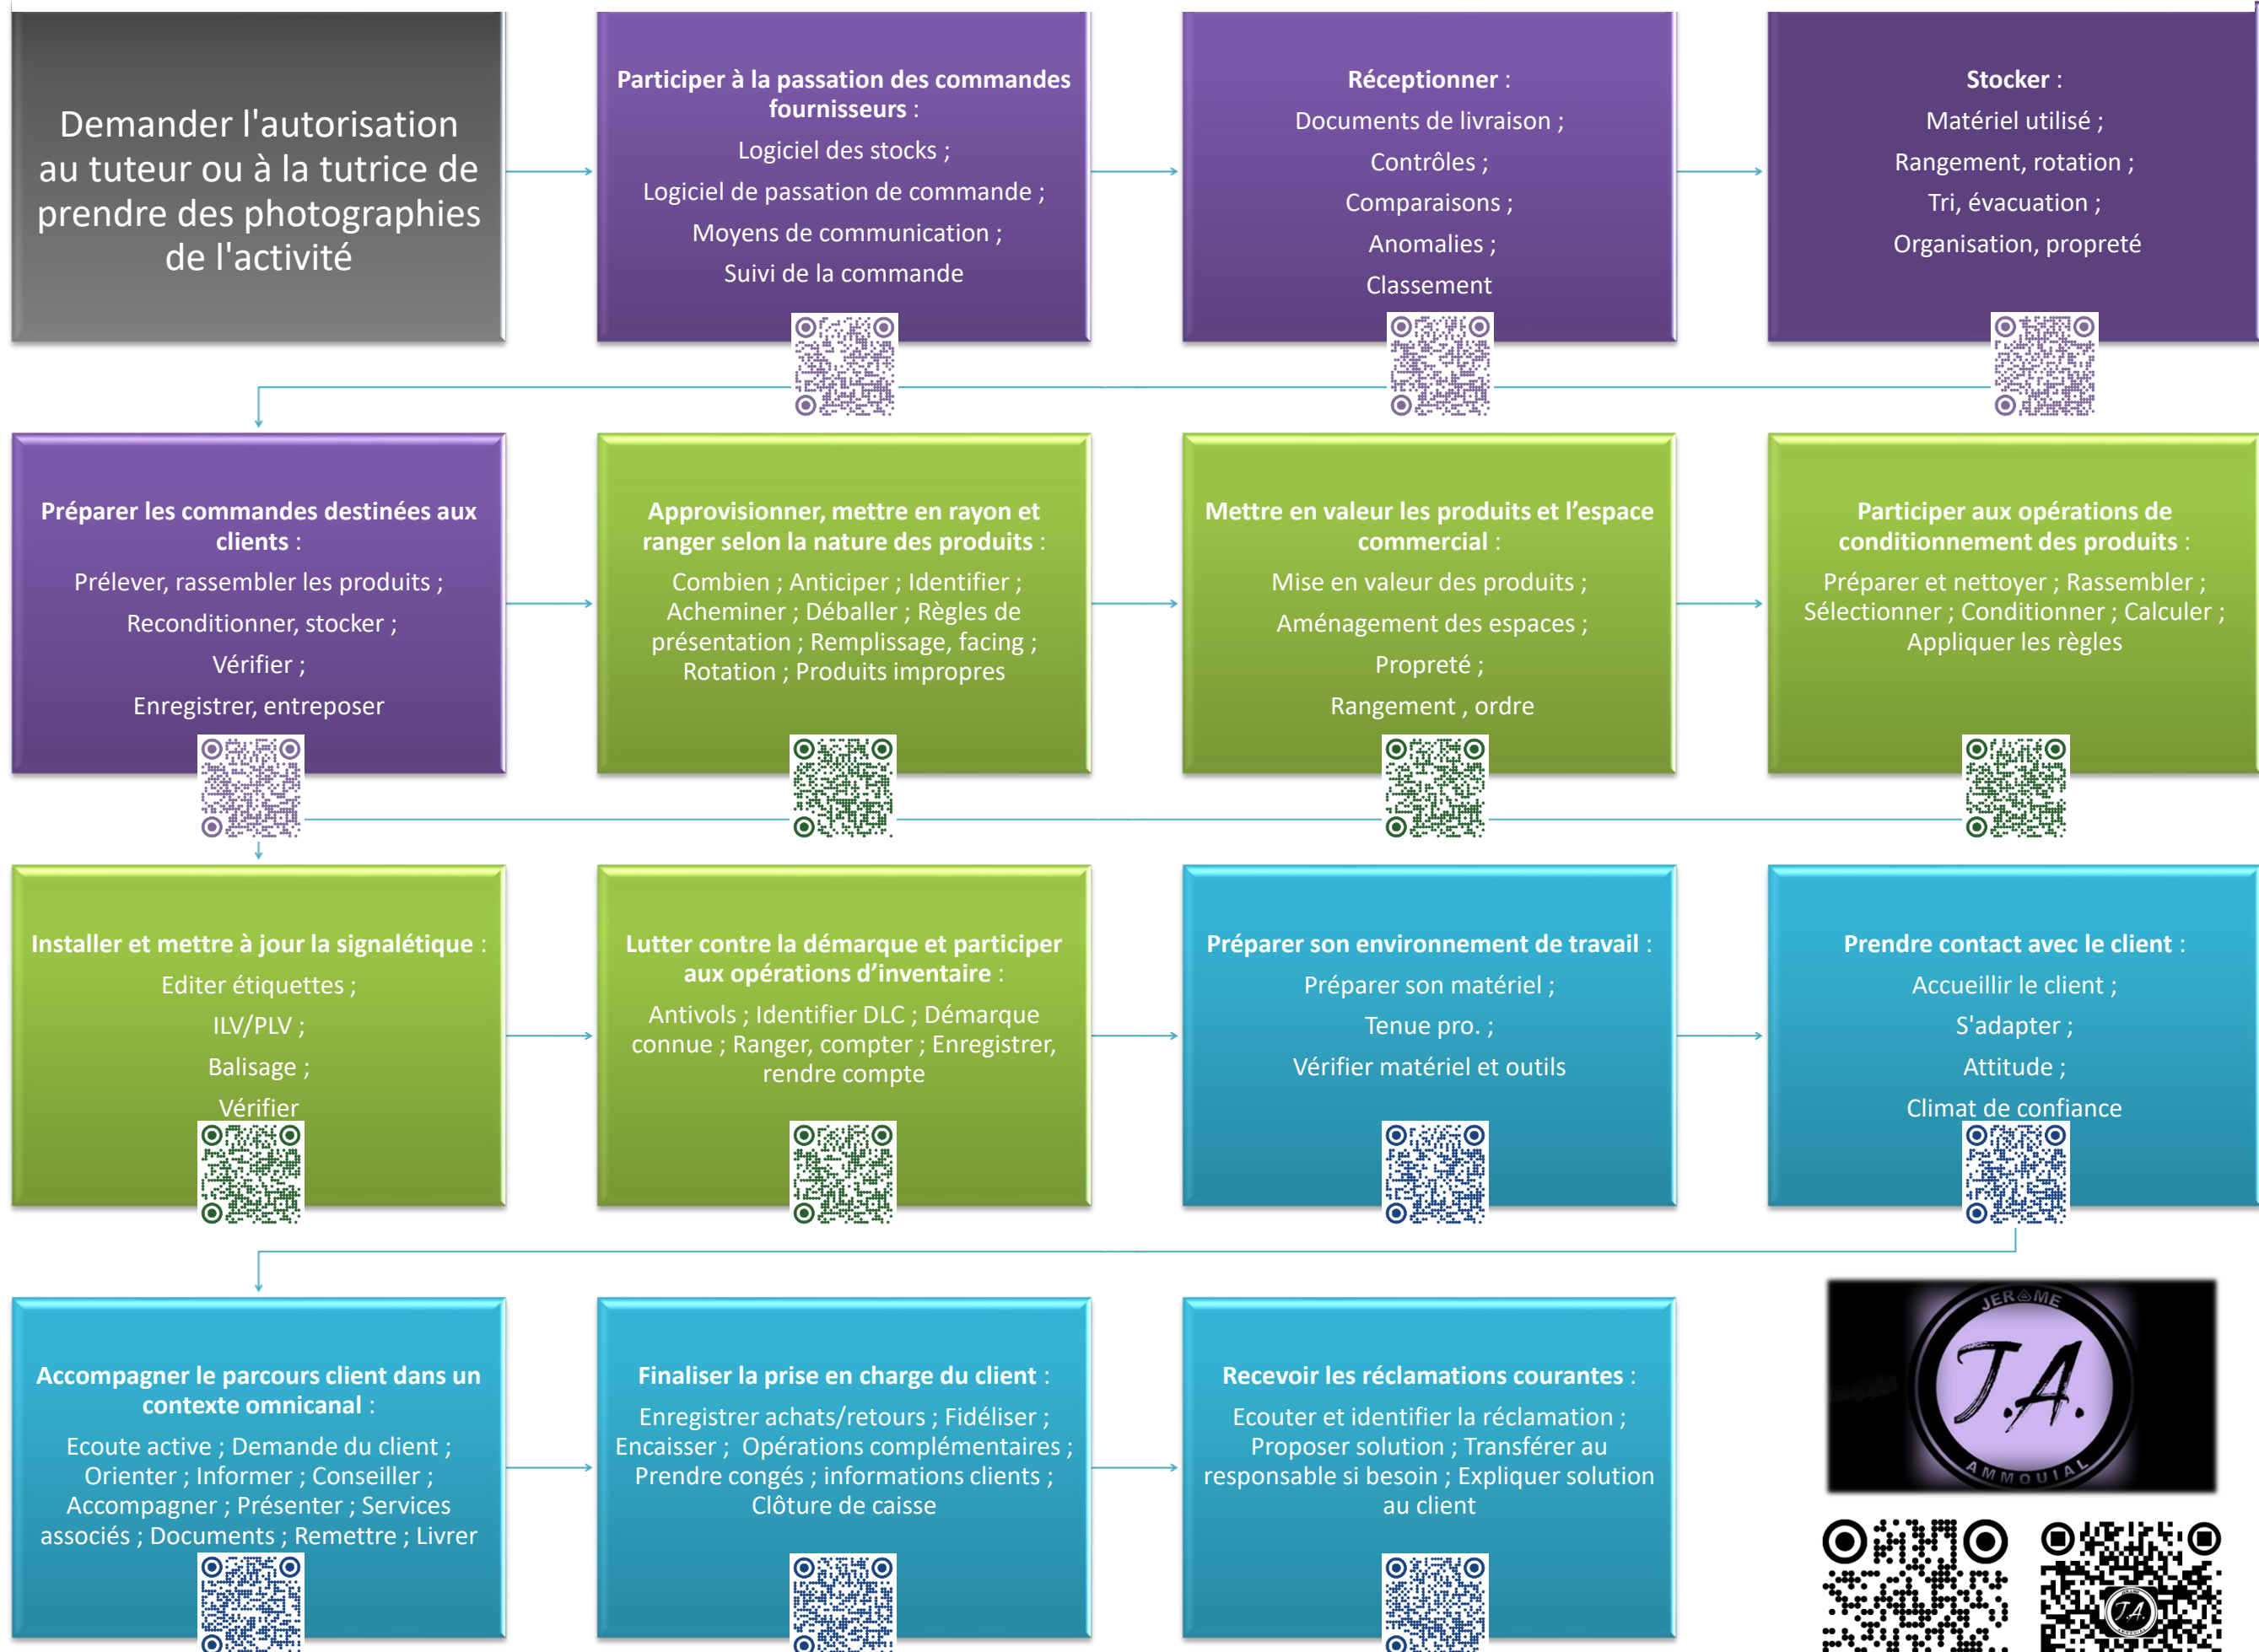 Demander l'autorisation
au tuteur ou à la tutrice de
prendre des photographies
de l'activité
Participer à la passation des commandes
fournisseurs :
Logiciel des stocks ;
Logiciel de passation de commande ;
Moyens de communication ;
Suivi de la commande
Réceptionner :
Documents de livraison ;
Contrôles ;
Comparaisons ;
Anomalies ;
Classement
Stocker :
Matériel utilisé ;
Rangement, rotation ;
Tri, évacuation ;
Organisation, propreté
Préparer les commandes destinées aux
clients :
Prélever, rassembler les produits ;
Reconditionner, stocker ;
Vérifier ;
Enregistrer, entreposer
Approvisionner, mettre en rayon et
ranger selon la nature des produits :
Combien ; Anticiper ; Identifier ;
Acheminer ; Déballer ; Règles de
présentation ; Remplissage, facing ;
Rotation ; Produits impropres
Mettre en valeur les produits et l’espace
commercial :
Mise en valeur des produits ;
Aménagement des espaces ;
Propreté ;
Rangement , ordre
Participer aux opérations de
conditionnement des produits :
Préparer et nettoyer ; Rassembler ;
Sélectionner ; Conditionner ; Calculer ;
Appliquer les règles
Installer et mettre à jour la signalétique :
Editer étiquettes ;
ILV/PLV ;
Balisage ;
Vérifier
Lutter contre la démarque et participer
aux opérations d’inventaire :
Antivols ; Identifier DLC ; Démarque
connue ; Ranger, compter ; Enregistrer,
rendre compte
Préparer son environnement de travail :
Préparer son matériel ;
Tenue pro. ;
Vérifier matériel et outils
Prendre contact avec le client :
Accueillir le client ;
S'adapter ;
Attitude ;
Climat de confiance
Accompagner le parcours client dans un
contexte omnicanal :
Ecoute active ; Demande du client ;
Orienter ; Informer ; Conseiller ;
Accompagner ; Présenter ; Services
associés ; Documents ; Remettre ; Livrer
Finaliser la prise en charge du client :
Enregistrer achats/retours ; Fidéliser ;
Encaisser ; Opérations complémentaires ;
Prendre congés ; informations clients ;
Clôture de caisse
Recevoir les réclamations courantes :
Ecouter et identifier la réclamation ;
Proposer solution ; Transférer au
responsable si besoin ; Expliquer solution
au client
JEROME
J.A.
AMMOUIAL
J.A.